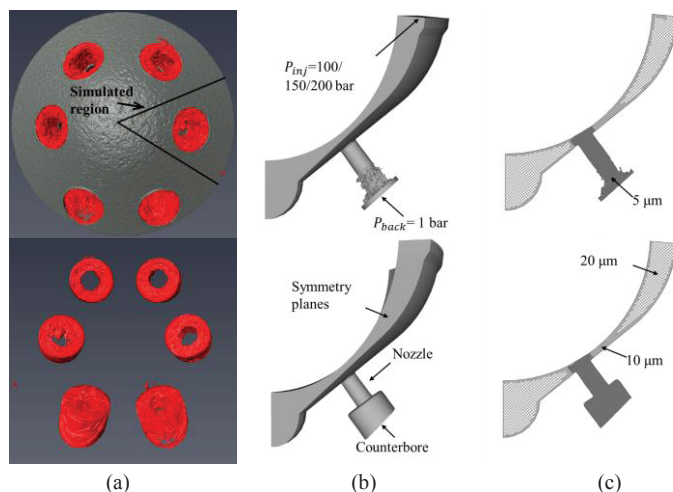 Simulated
region
P_inj=100/
150/200 bar
P_back= 1 bar
5 μm
Symmetry
planes
Nozzle
Counterbore
20 μm
10 μm
(a)
(b)
(c)